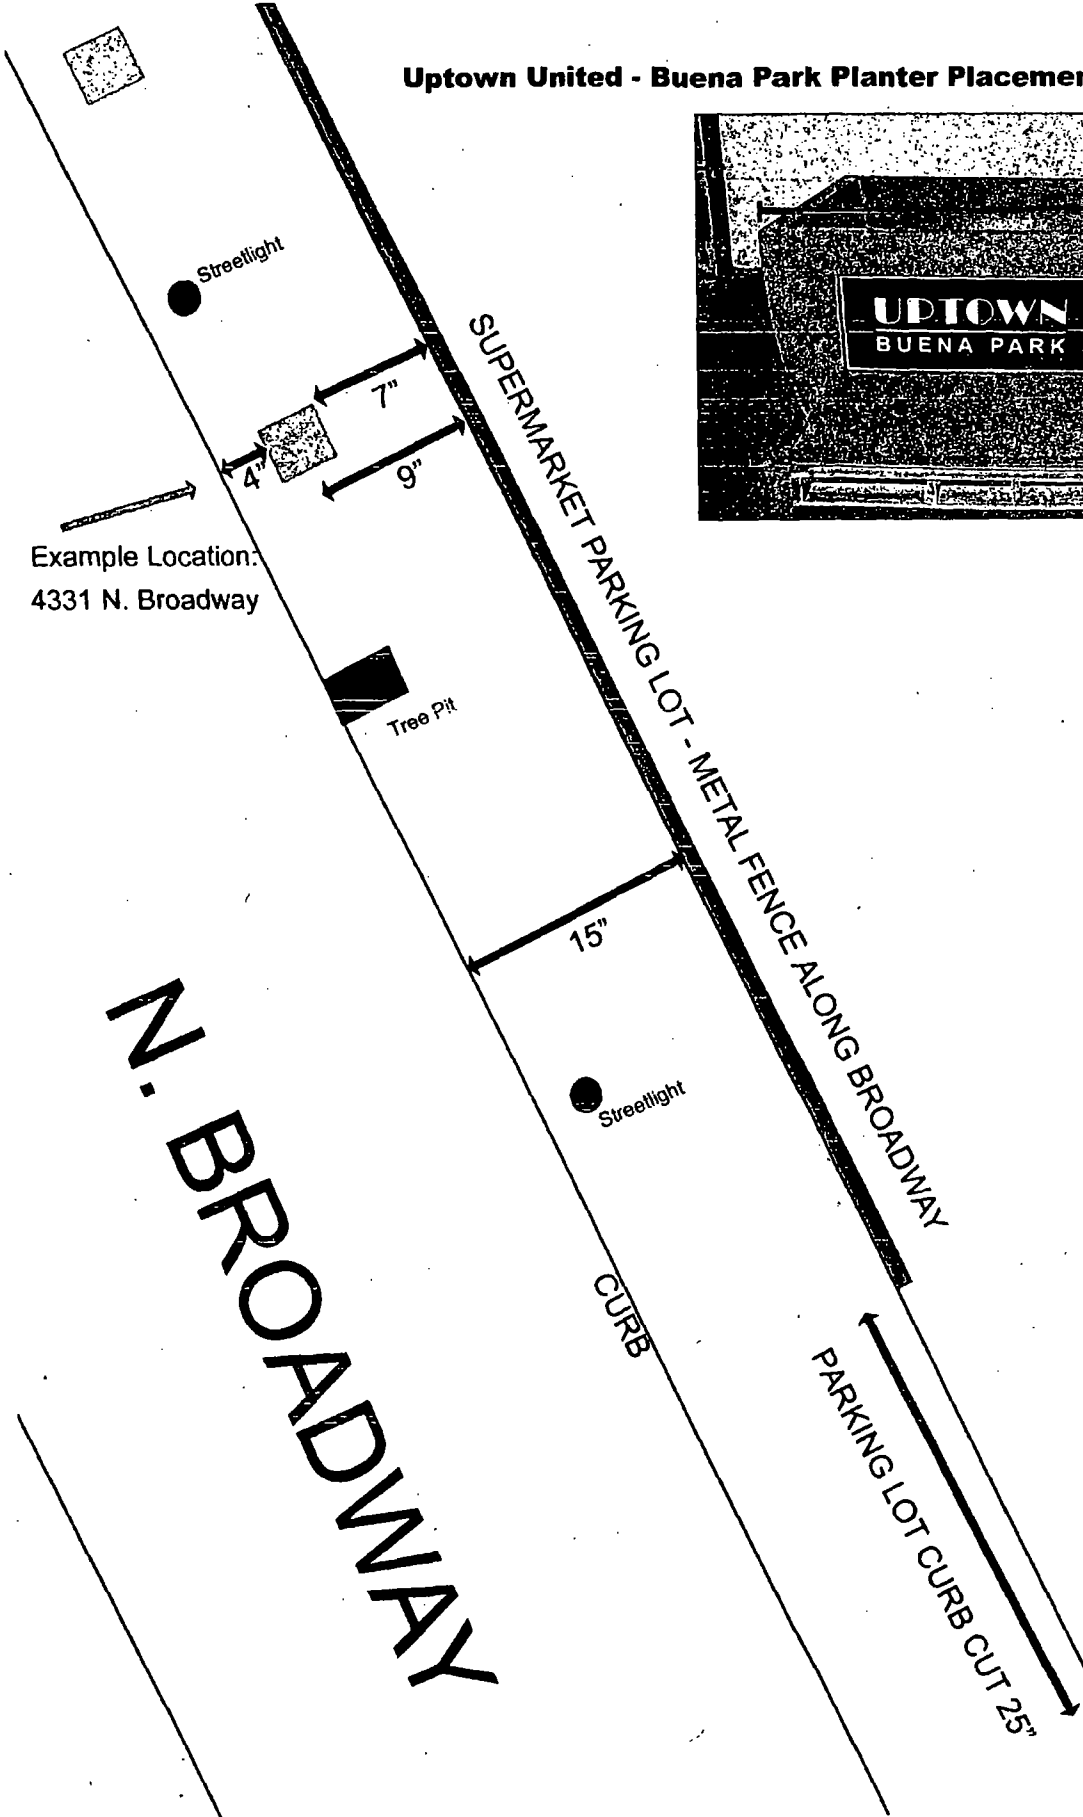 Uptown United - Buena Park Planter Placemen
UPTOWN
BUENA PARK
Streetlight
7"
4"
9"
SUPERMARKET PARKING LOT - METAL FENCE ALONG BROADWAY
Example Location:
4331 N. Broadway
Tree Pit
15"
N. BROADWAY
Streetlight
CURB
PARKING LOT CURB CUT 25"